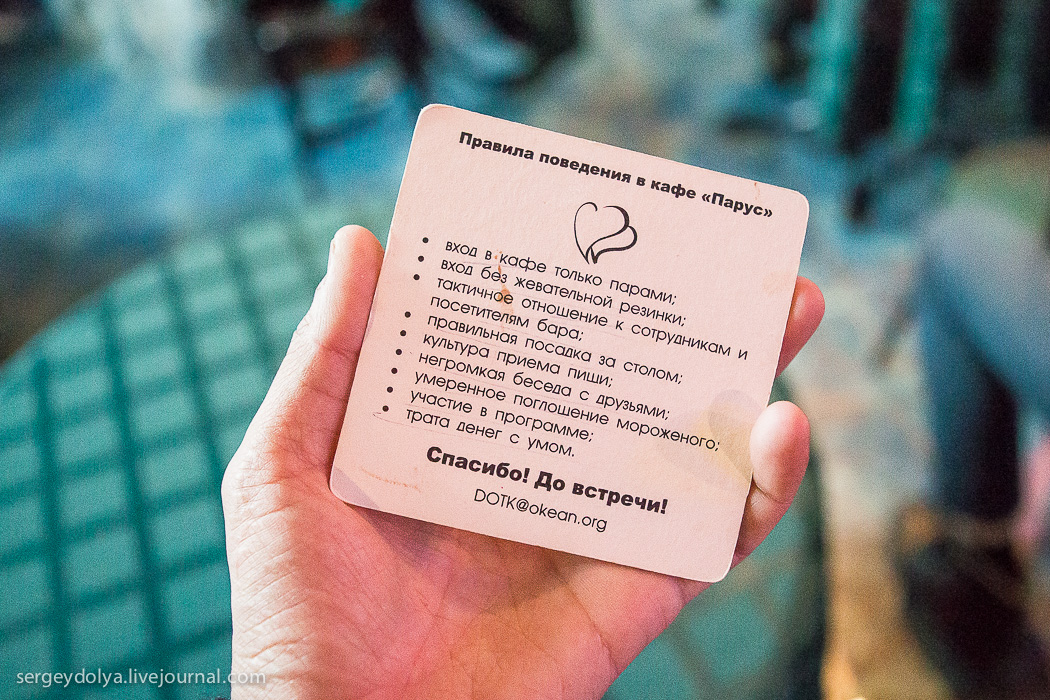 Правила поведения в кафе «Парус»
• вход в кафе только парами;
• вход без жевательной резинки;
• тактичное отношение к сотрудникам и
посетителям бара;
• правильная посадка за столом;
• культура приема пищи;
• негромкая беседа с друзьями;
• умеренное поглощение мороженого;
• участие в программе;
• трата денег с умом.
Спасибо! До встречи!
DOTK@okean.org
sergeydolya.livejournal.com